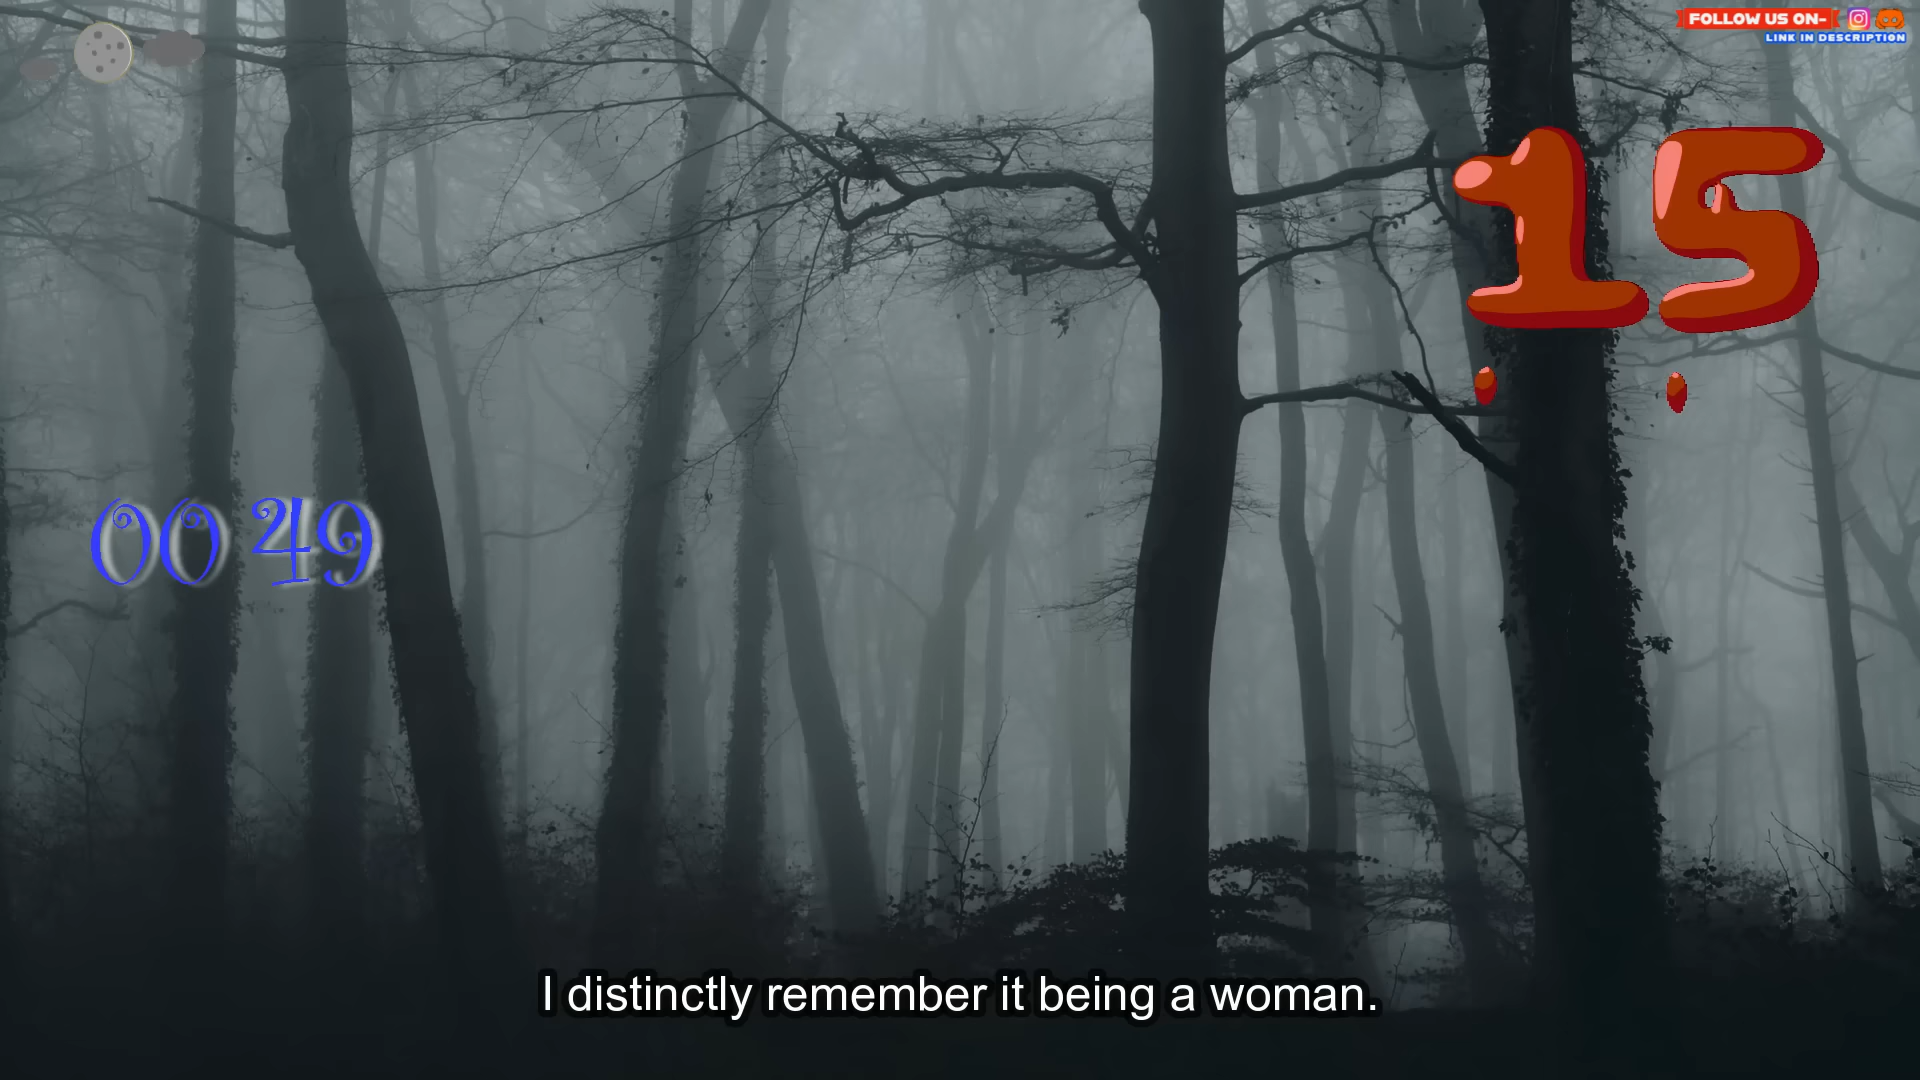 FOLLOW US ON-
LINK IN DESCRIPTION
15
00 49
I distinctly remember it being a woman.